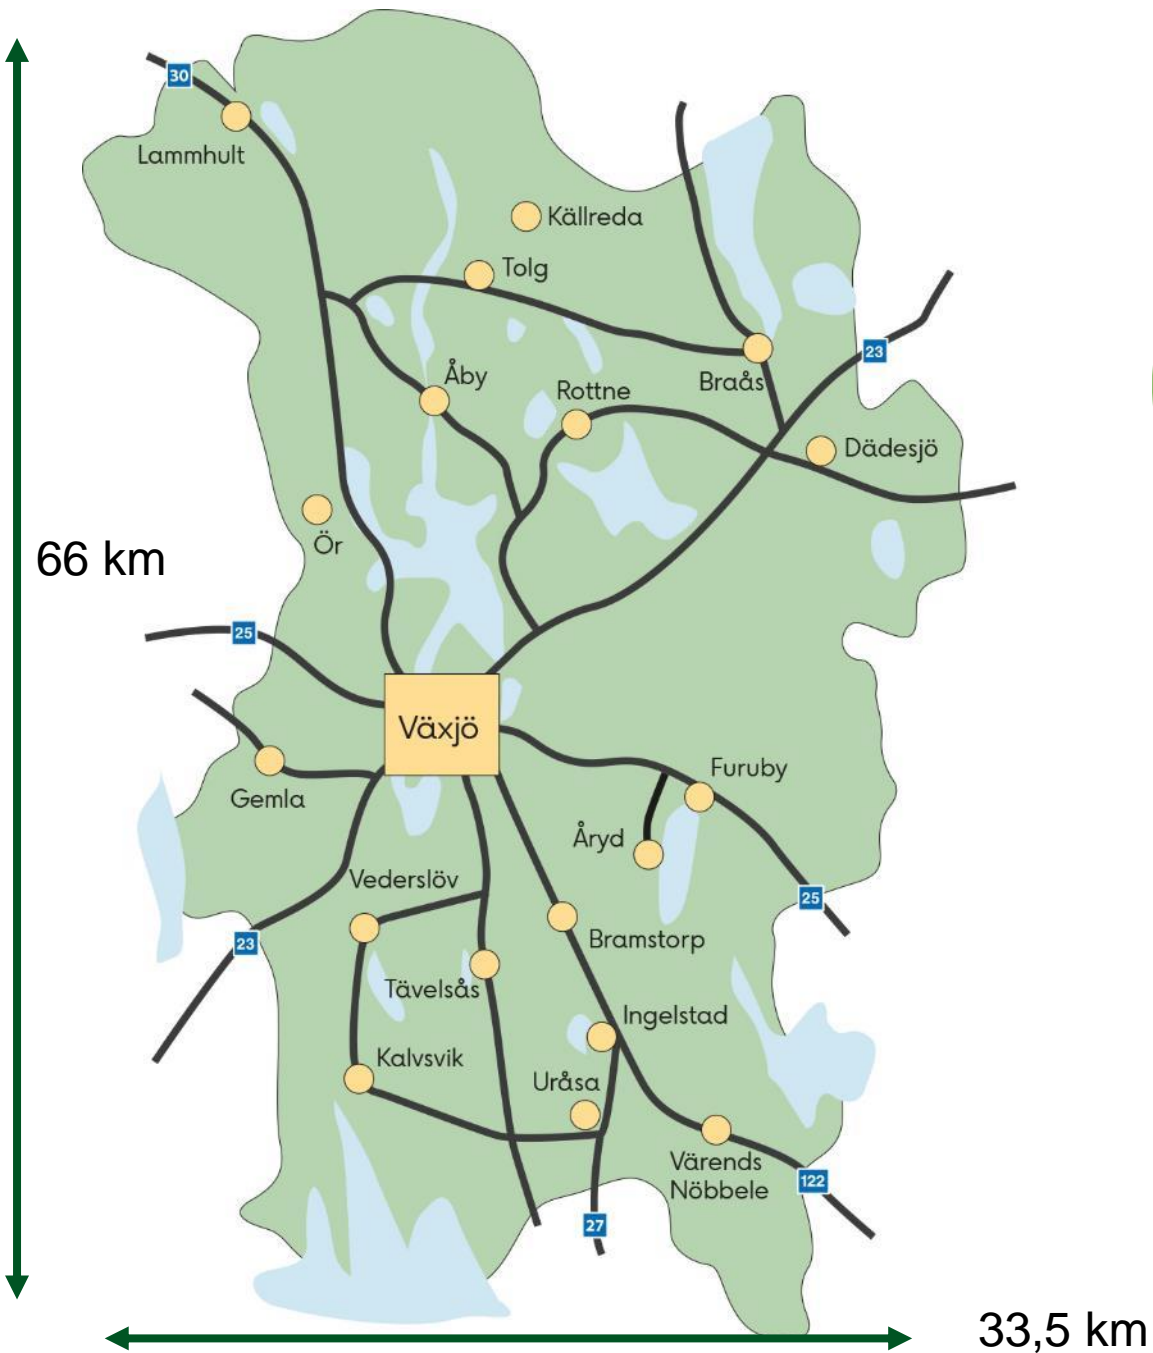 30
Lammhult
Källreda
Tolg
23
Åby
Braås
Rottne
Dädesjö
Ör
66 km
25
Växjö
Furuby
Gemla
Åryd
Vederslöv
25
23
Bramstorp
Tävelsås
Ingelstad
Kalvsvik
Uråsa
Värends
Nöbbele
122
27
33,5 km